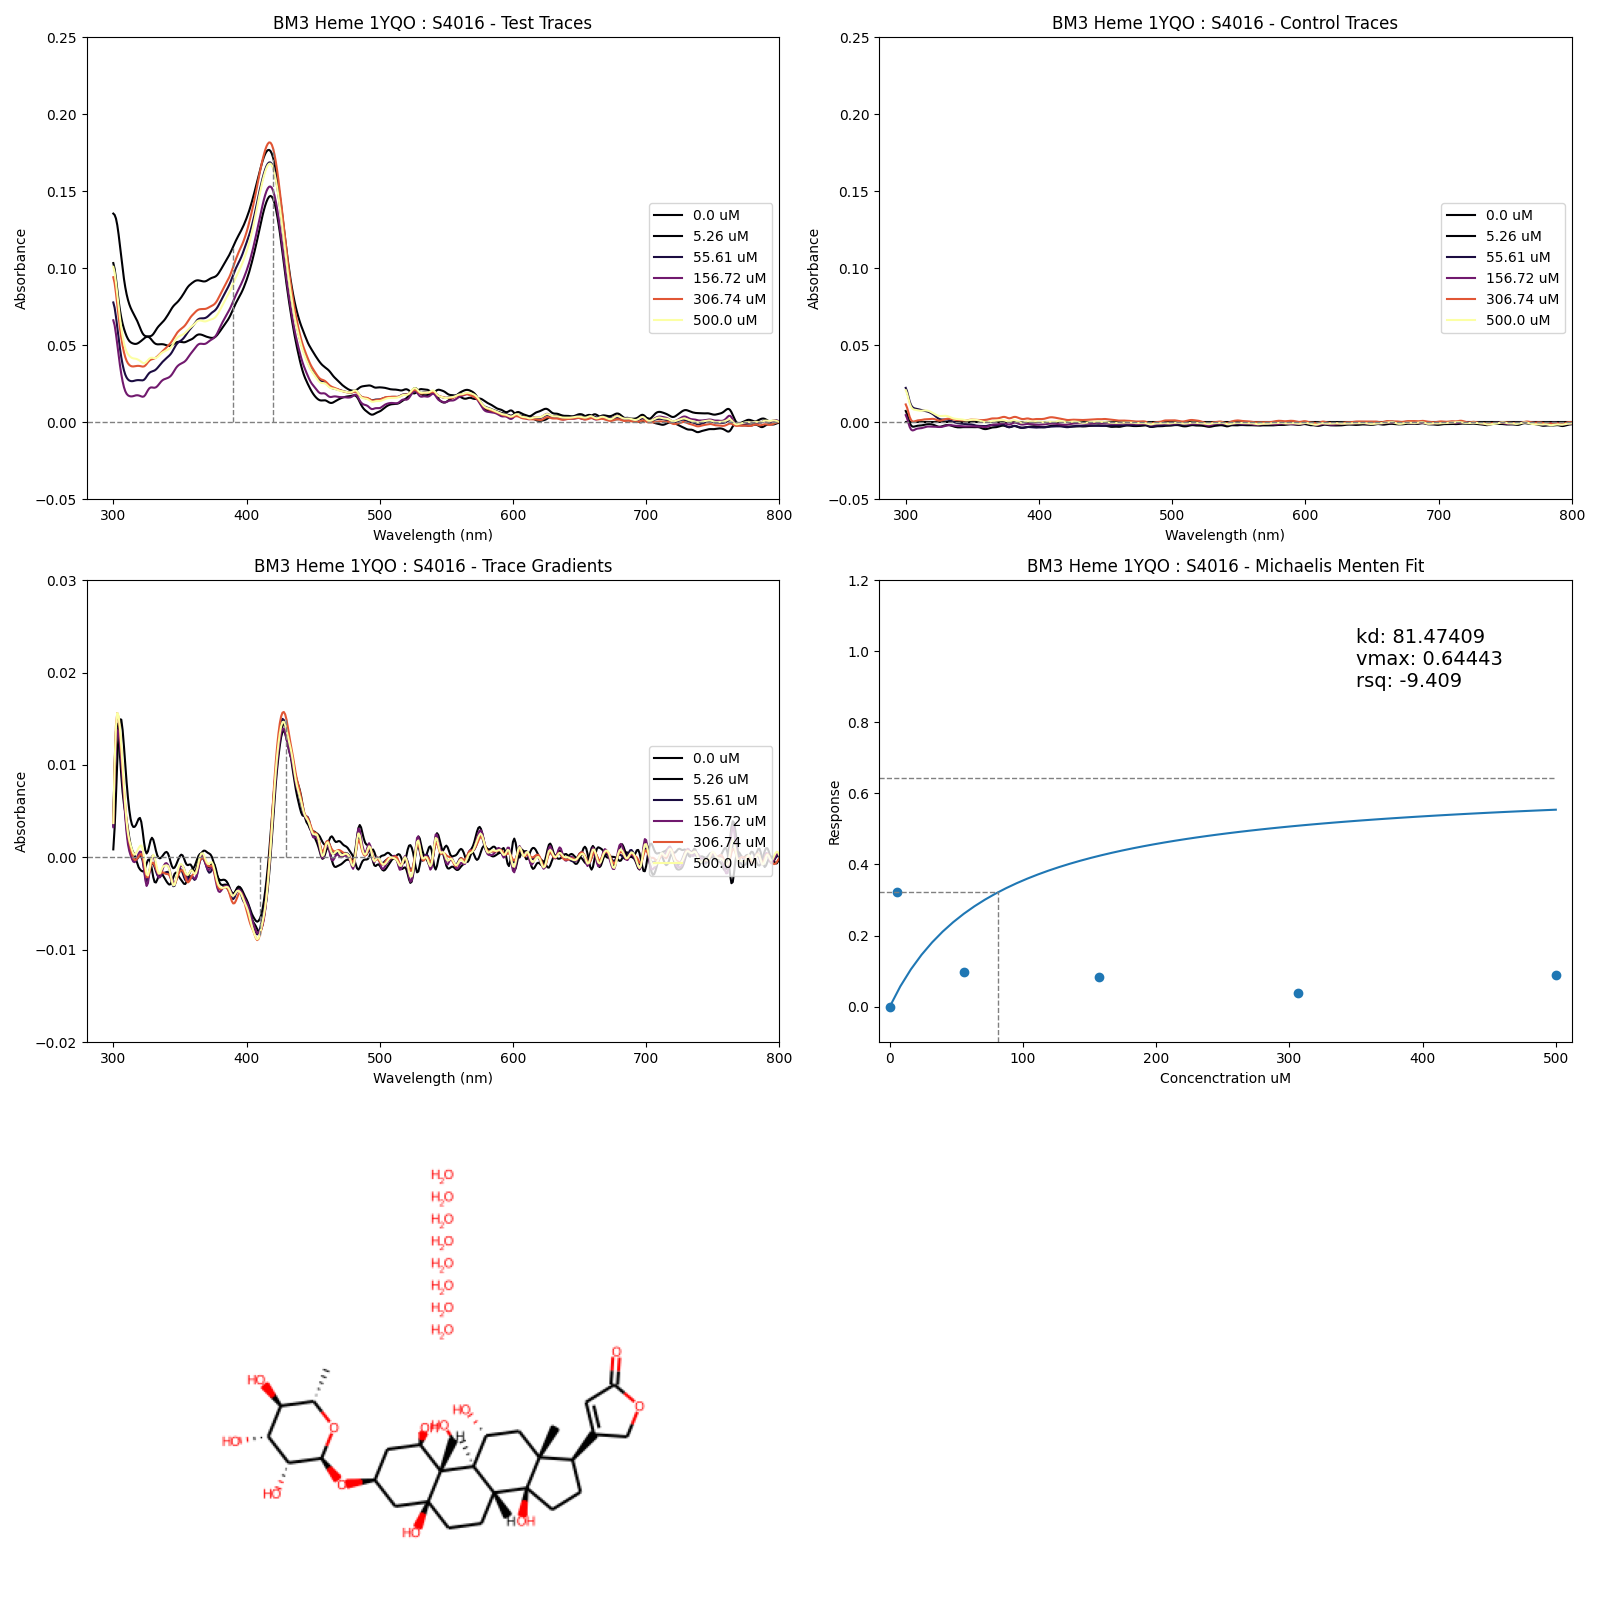 BM3 Heme 1YQO : S4016 - Test Traces
0.25
0.20
0.15
0.10
0.05
0.00
−0.05
Absorbance
0.0 uM
5.26 uM
55.61 uM
156.72 uM
306.74 uM
500.0 uM
300
400
500
600
700
800
Wavelength (nm)
BM3 Heme 1YQO : S4016 - Control Traces
0.25
0.20
0.15
0.10
0.05
0.00
−0.05
Absorbance
0.0 uM
5.26 uM
55.61 uM
156.72 uM
306.74 uM
500.0 uM
300
400
500
600
700
800
Wavelength (nm)
BM3 Heme 1YQO : S4016 - Trace Gradients
0.03
0.02
0.01
0.00
−0.01
−0.02
Absorbance
0.0 uM
5.26 uM
55.61 uM
156.72 uM
306.74 uM
500.0 uM
300
400
500
600
700
800
Wavelength (nm)
BM3 Heme 1YQO : S4016 - Michaelis Menten Fit
1.2
1.0
0.8
0.6
0.4
0.2
0.0
Response
kd: 81.47409
vmax: 0.64443
rsq: -9.409
0
100
200
300
400
500
Concenctration uM
H2O
H2O
H2O
H2O
H2O
H2O
H2O
H2O
O
HO
HO
O
HO
O
HO
OH
HO
H
O
HO
H
OH